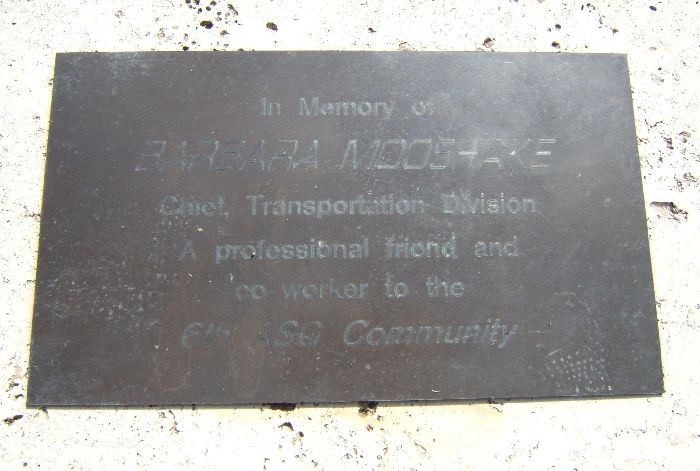 In Memory of
BARBARA MOOSHAKE
Chief, Transportation Division
A professional friend and
co-worker to the
6th ASG Community